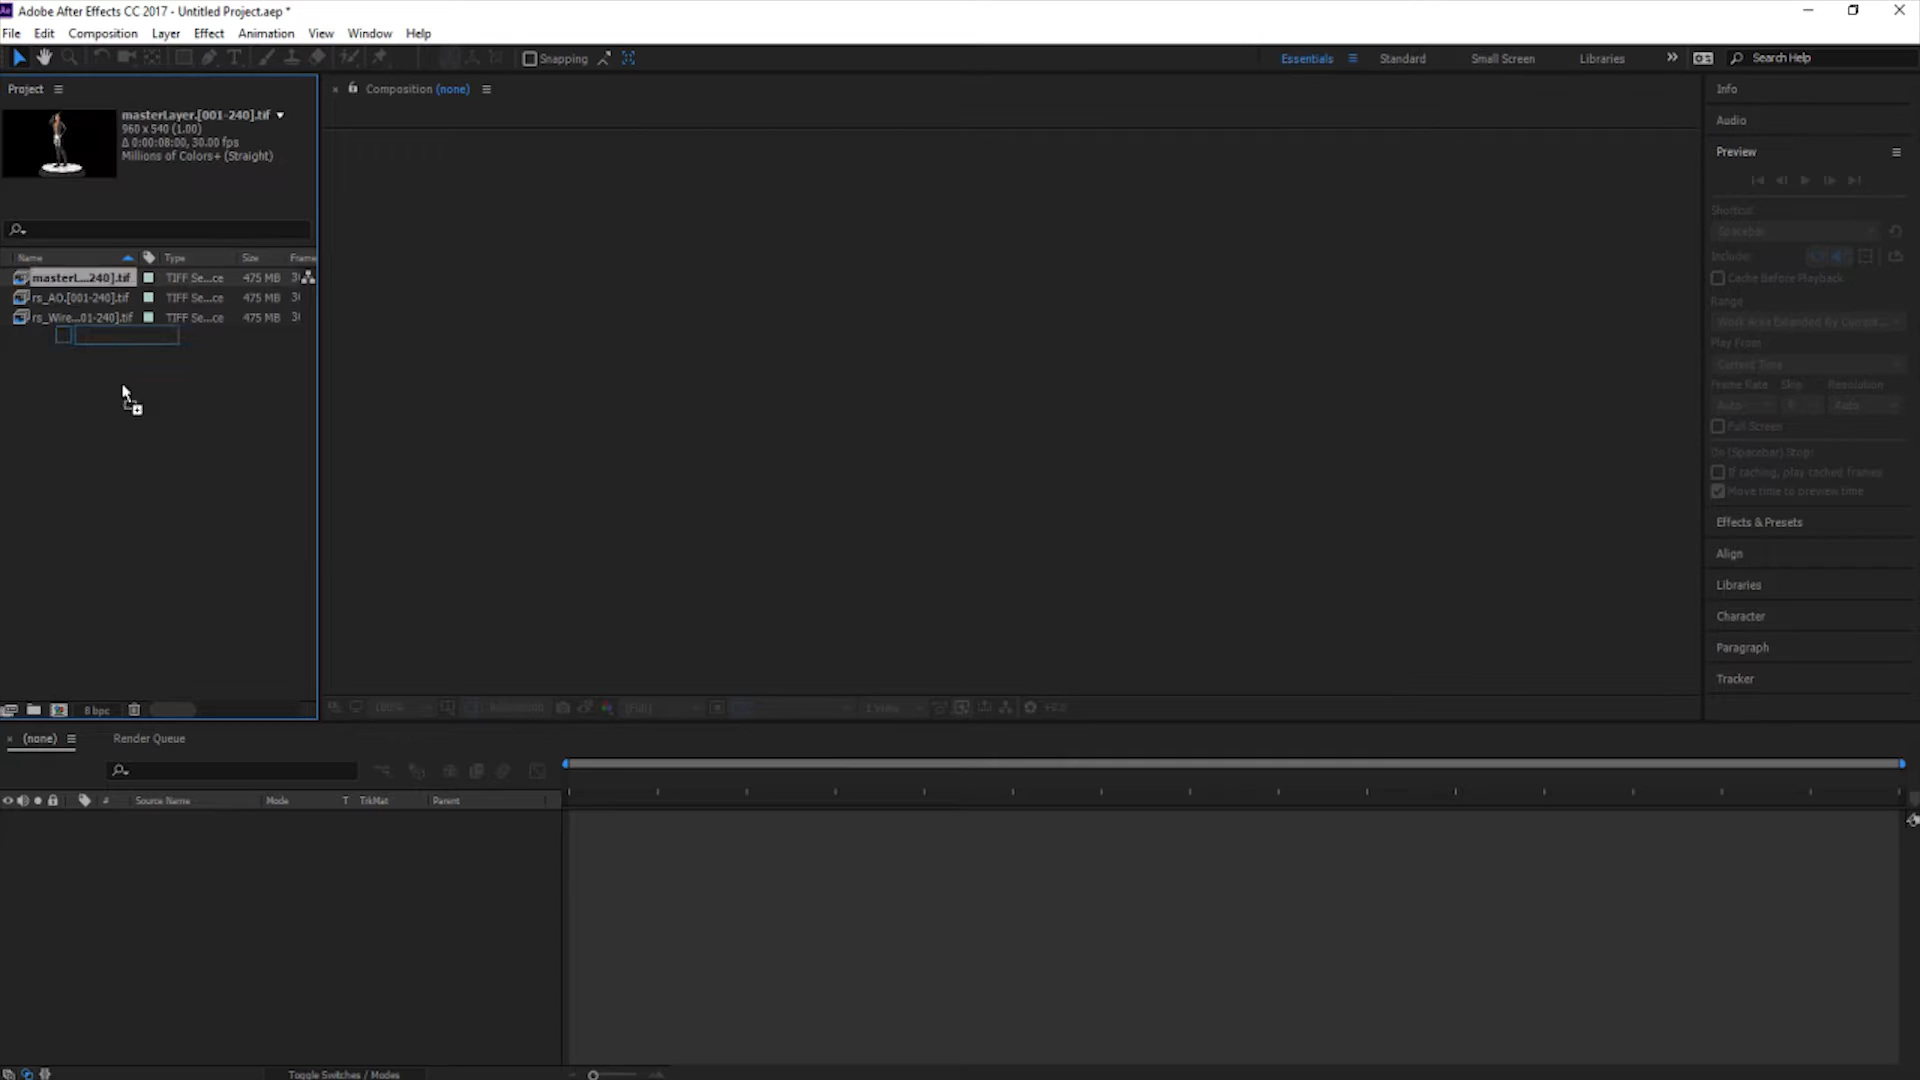 Adobe After Effects CC 2017 - Untitled Project.aep *
File Edit Composition Layer Effect Animation View Window Help
Snapping
Essentials Standard Small Screen Libraries Search Help
Project
masterLayer.[001-240].tif
960 x 540 (1.00)
Δ 0:00:08:00, 30.00 fps
Millions of Colors+ (Straight)
Name Type Size Frame
masterL...240].tif TIFF Se...ce 475 MB
rs_AO.[001-240].tif TIFF Se...ce 475 MB
rs_Wire...01-240].tif TIFF Se...ce 475 MB
8 bpc
Composition (none)
100% (Full) 1 View +0.0
Info
Audio
Preview
Shortcut
Spacebar
Include:
Cache Before Playback
Range
Work Area Extended By Current...
Play From
Current Time
Frame Rate Skip Resolution
Auto Auto
Full Screen
On (Spacebar) Stop:
If caching, play cached frames
Move time to preview time
Effects & Presets
Align
Libraries
Character
Paragraph
Tracker
(none) Render Queue
# Source Name Mode T TrkMat Parent
Toggle Switches / Modes